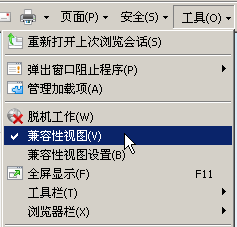 页面(P) 安全(S) 工具(O)
重新打开上次浏览会话(S)
弹出窗口阻止程序(P)
管理加载项(A)
脱机工作(W)
兼容性视图(V)
兼容性视图设置(B)
全屏显示(F) F11
工具栏(T)
浏览器栏(X)